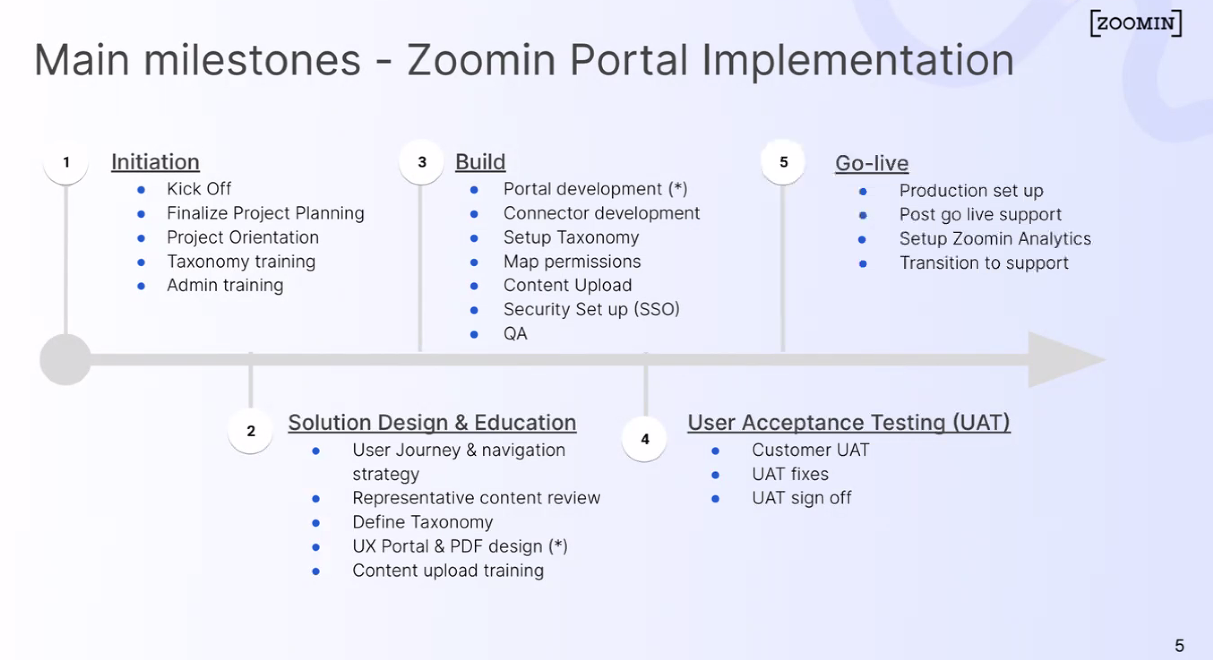 [ZOOMIN]
Main milestones - Zoomin Portal Implementation
1
Initiation
Kick Off
Finalize Project Planning
Project Orientation
Taxonomy training
Admin training
3
Build
Portal development (*)
Connector development
Setup Taxonomy
Map permissions
Content Upload
Security Set up (SSO)
QA
5
Go-live
Production set up
Post go live support
Setup Zoomin Analytics
Transition to support
2
Solution Design & Education
User Journey & navigation
strategy
Representative content review
Define Taxonomy
UX Portal & PDF design (*)
Content upload training
4
User Acceptance Testing (UAT)
Customer UAT
UAT fixes
UAT sign off
5